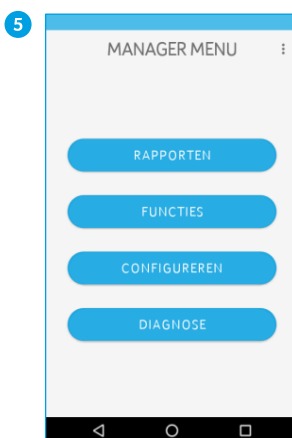 5
MANAGER MENU
RAPPORTEN
FUNCTIES
CONFIGUREREN
DIAGNOSE